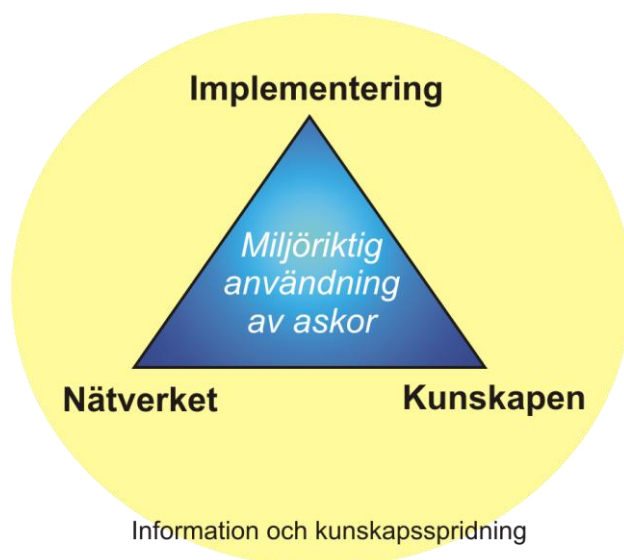 Implementering
Miljöriktig
användning
av askor
Nätverket
Kunskapen
Information och kunskapsspridning